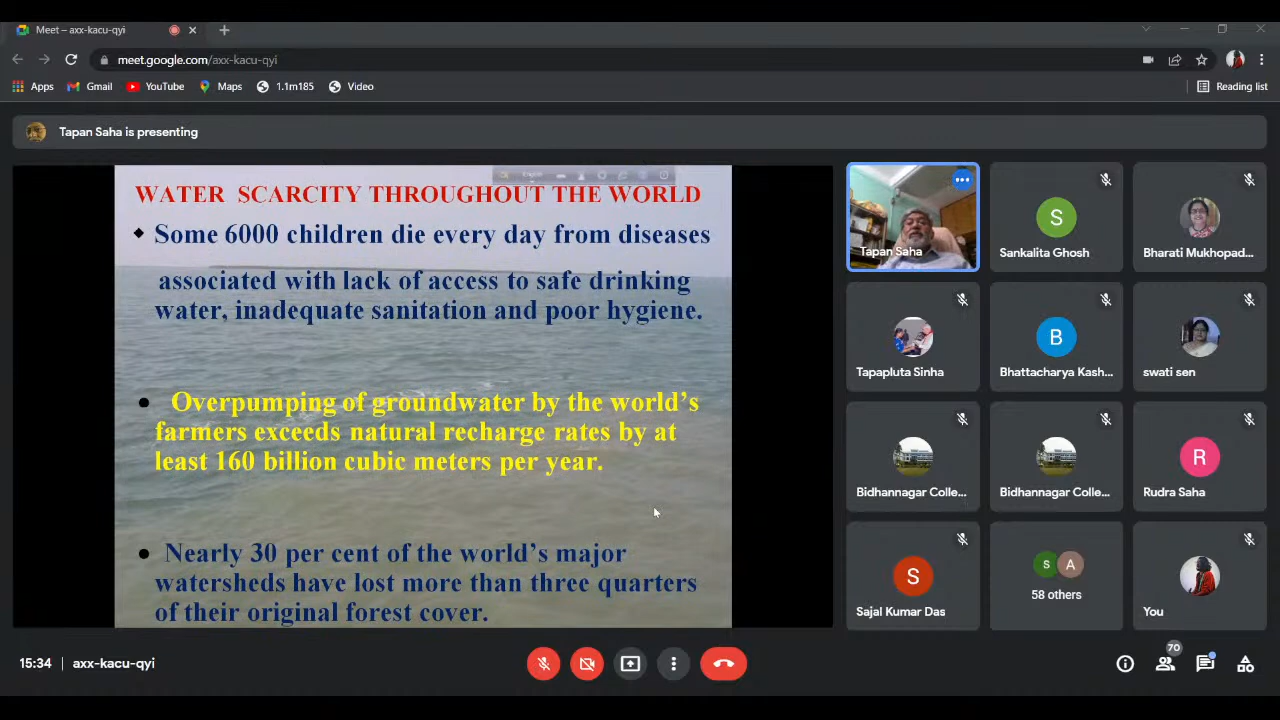 Meet – axx-kacu-qyi
meet.google.com/axx-kacu-qyi
Apps
Gmail
YouTube
Maps
1.1m185
Video
Reading list
Tapan Saha is presenting
WATER SCARCITY THROUGHOUT THE WORLD
Some 6000 children die every day from diseases
associated with lack of access to safe drinking
water, inadequate sanitation and poor hygiene.
Overpumping of groundwater by the world's
farmers exceeds natural recharge rates by at
least 160 billion cubic meters per year.
Nearly 30 per cent of the world's major
watersheds have lost more than three quarters
of their original forest cover.
Tapan Saha
S
Sankalita Ghosh
Bharati Mukhopad...
Tapapluta Sinha
B
Bhattacharya Kash...
swati sen
Bidhannagar Colle...
Bidhannagar Colle...
R
Rudra Saha
S
Sajal Kumar Das
S A
58 others
You
15:34 | axx-kacu-qyi
70